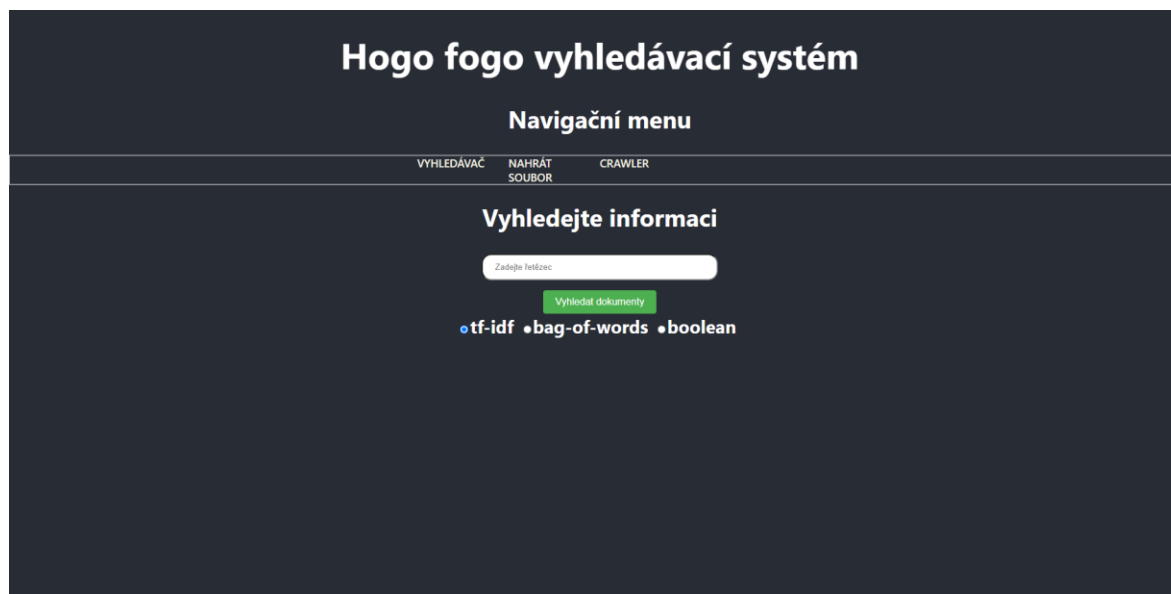 Hogo fogo vyhledávací systém
Navigační menu
VYHLEDÁVAČ NAHRÁT SOUBOR CRAWLER
Vyhledejte informaci
Zadejte řetězec
Vyhledat dokumenty
tf-idf bag-of-words boolean